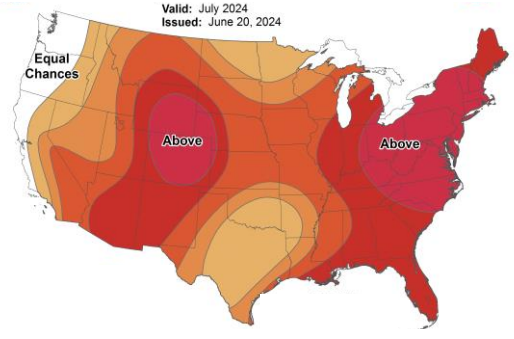 Valid: July 2024
Issued: June 20, 2024
Equal
Chances
Above
Above